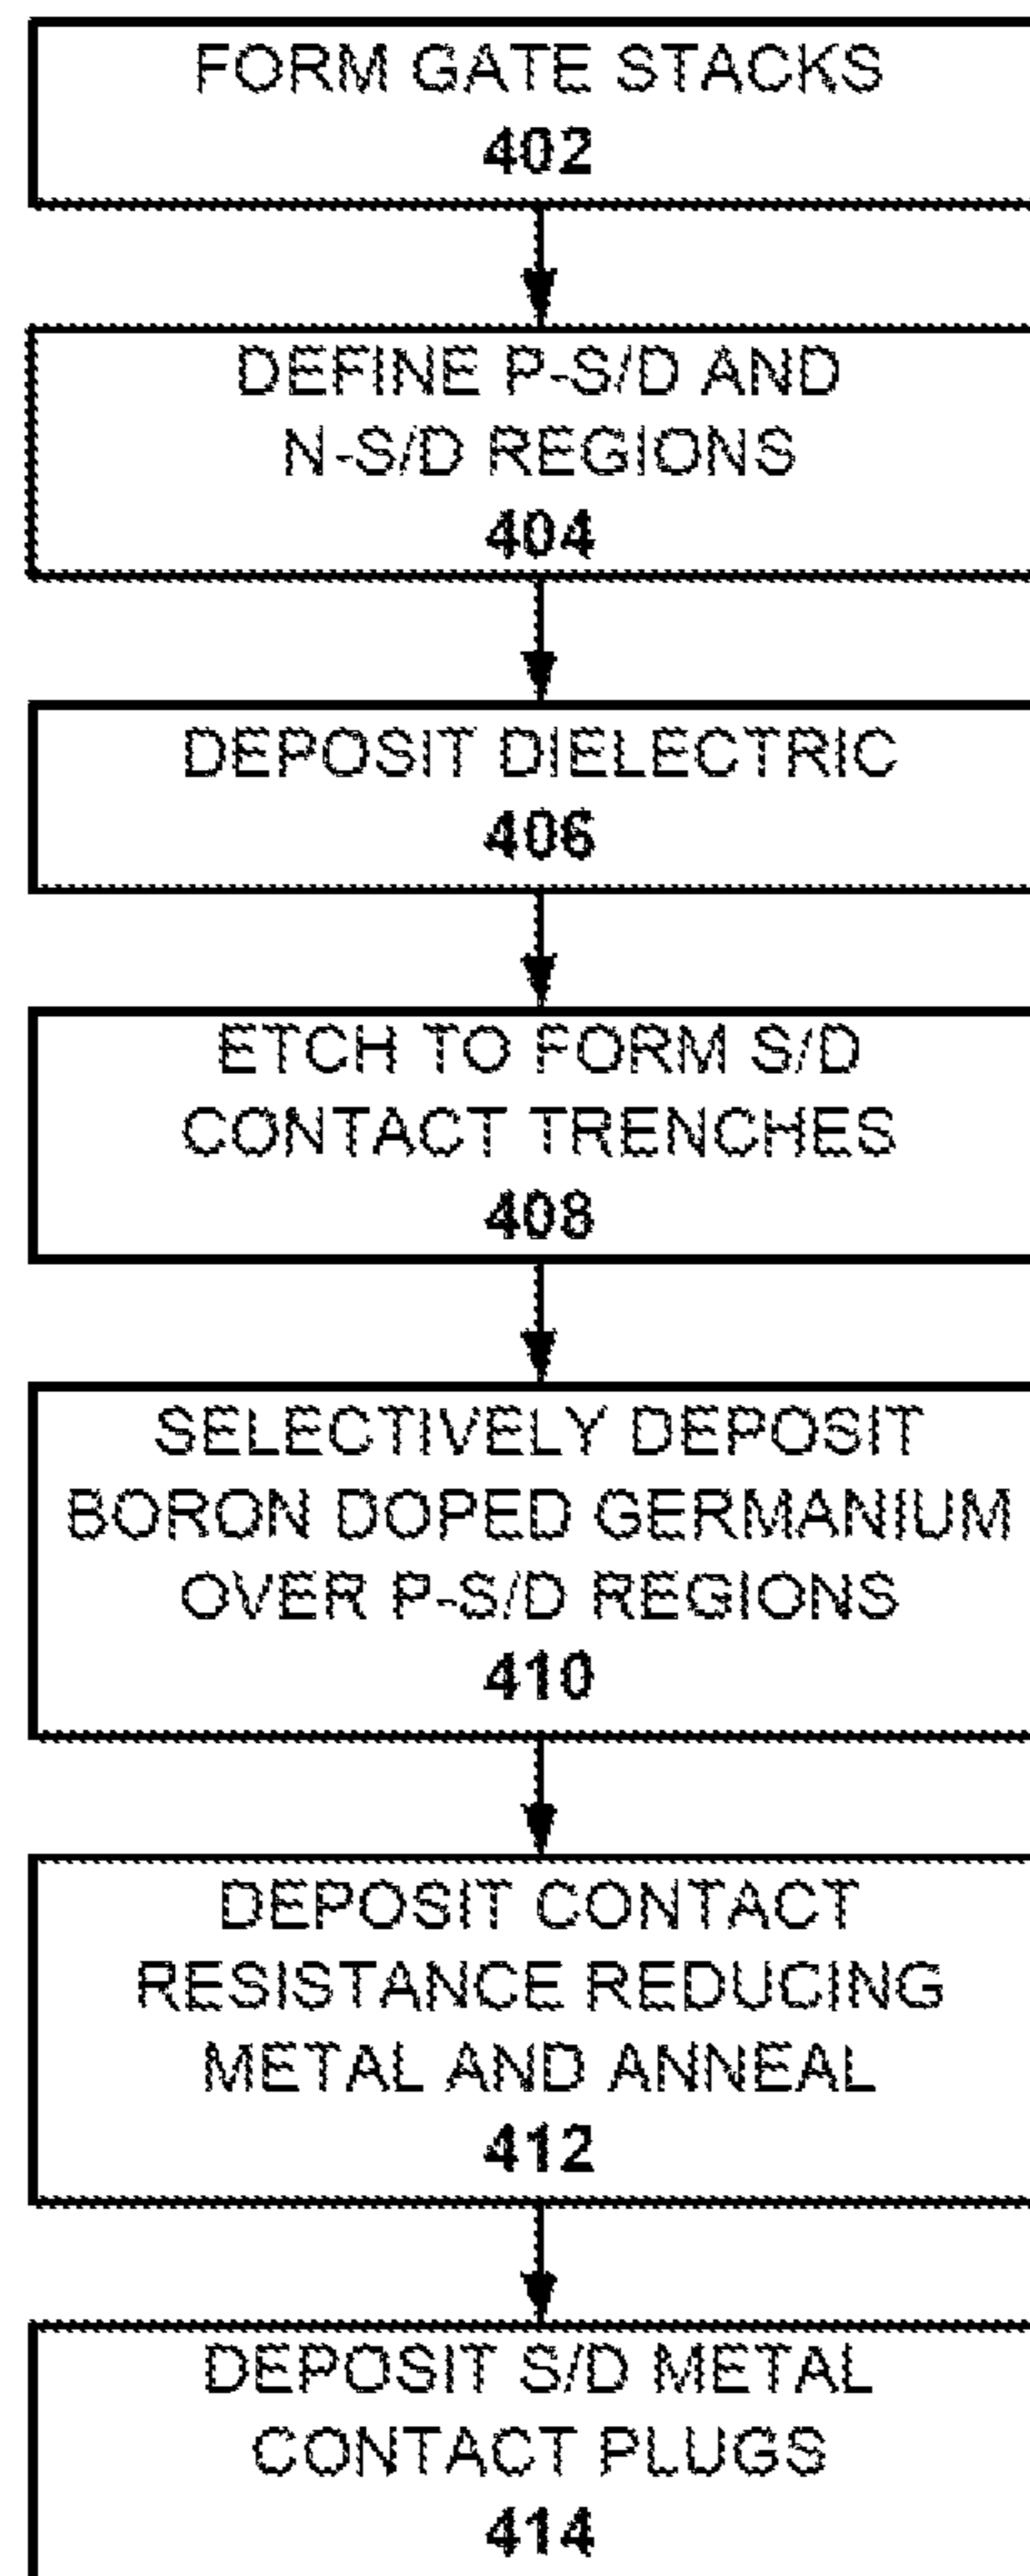 FORM GATE STACKS
402
DEFINE P-S/D AND
N-S/D REGIONS
404
DEPOSIT DIELECTRIC
406
ETCH TO FORM S/D
CONTACT TRENCHES
408
SELECTIVELY DEPOSIT
BORON DOPED GERMANIUM
OVER P-S/D REGIONS
410
DEPOSIT CONTACT
RESISTANCE REDUCING
METAL AND ANNEAL
412
DEPOSIT S/D METAL
CONTACT PLUGS
414